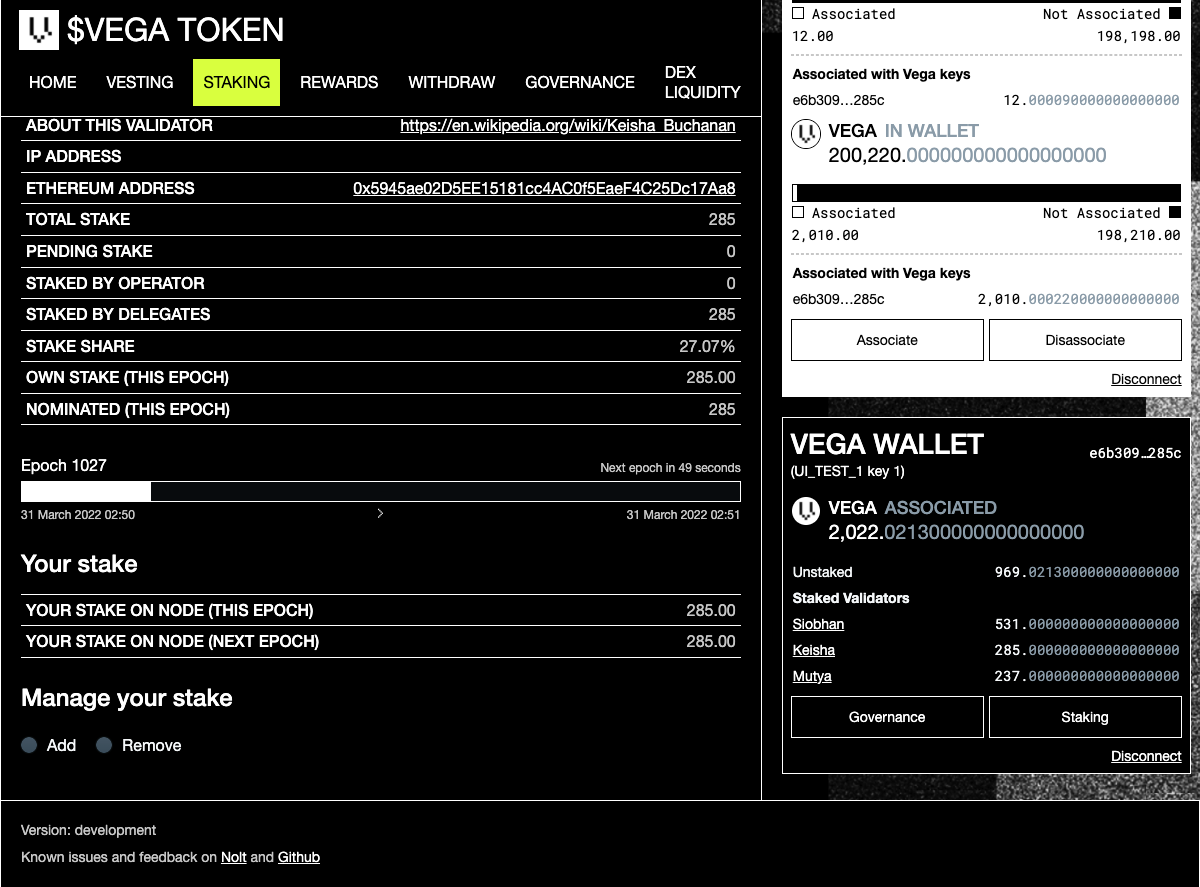 $VEGA TOKEN
HOME VESTING STAKING REWARDS WITHDRAW GOVERNANCE DEX LIQUIDITY
ABOUT THIS VALIDATOR https://en.wikipedia.org/wiki/Keisha_Buchanan
IP ADDRESS
ETHEREUM ADDRESS 0x5945ae02D5EE15181cc4AC0f5EaeF4C25Dc17Aa8
TOTAL STAKE 285
PENDING STAKE 0
STAKED BY OPERATOR 0
STAKED BY DELEGATES 285
STAKE SHARE 27.07%
OWN STAKE (THIS EPOCH) 285.00
NOMINATED (THIS EPOCH) 285
Epoch 1027 Next epoch in 49 seconds
31 March 2022 02:50 > 31 March 2022 02:51
Your stake
YOUR STAKE ON NODE (THIS EPOCH) 285.00
YOUR STAKE ON NODE (NEXT EPOCH) 285.00
Manage your stake
Add Remove
Associated Not Associated
12.00 198,198.00
Associated with Vega keys
e6b309…285c 12.000090000000000000
VEGA IN WALLET
200,220.000000000000000000
Associated Not Associated
2,010.00 198,210.00
Associated with Vega keys
e6b309…285c 2,010.000220000000000000
Associate Disassociate
Disconnect
VEGA WALLET e6b309…285c
(UI_TEST_1 key 1)
VEGA ASSOCIATED
2,022.021300000000000000
Unstaked 969.021300000000000000
Staked Validators
Siobhan 531.000000000000000000
Keisha 285.000000000000000000
Mutya 237.000000000000000000
Governance Staking
Disconnect
Version: development
Known issues and feedback on Nolt and Github